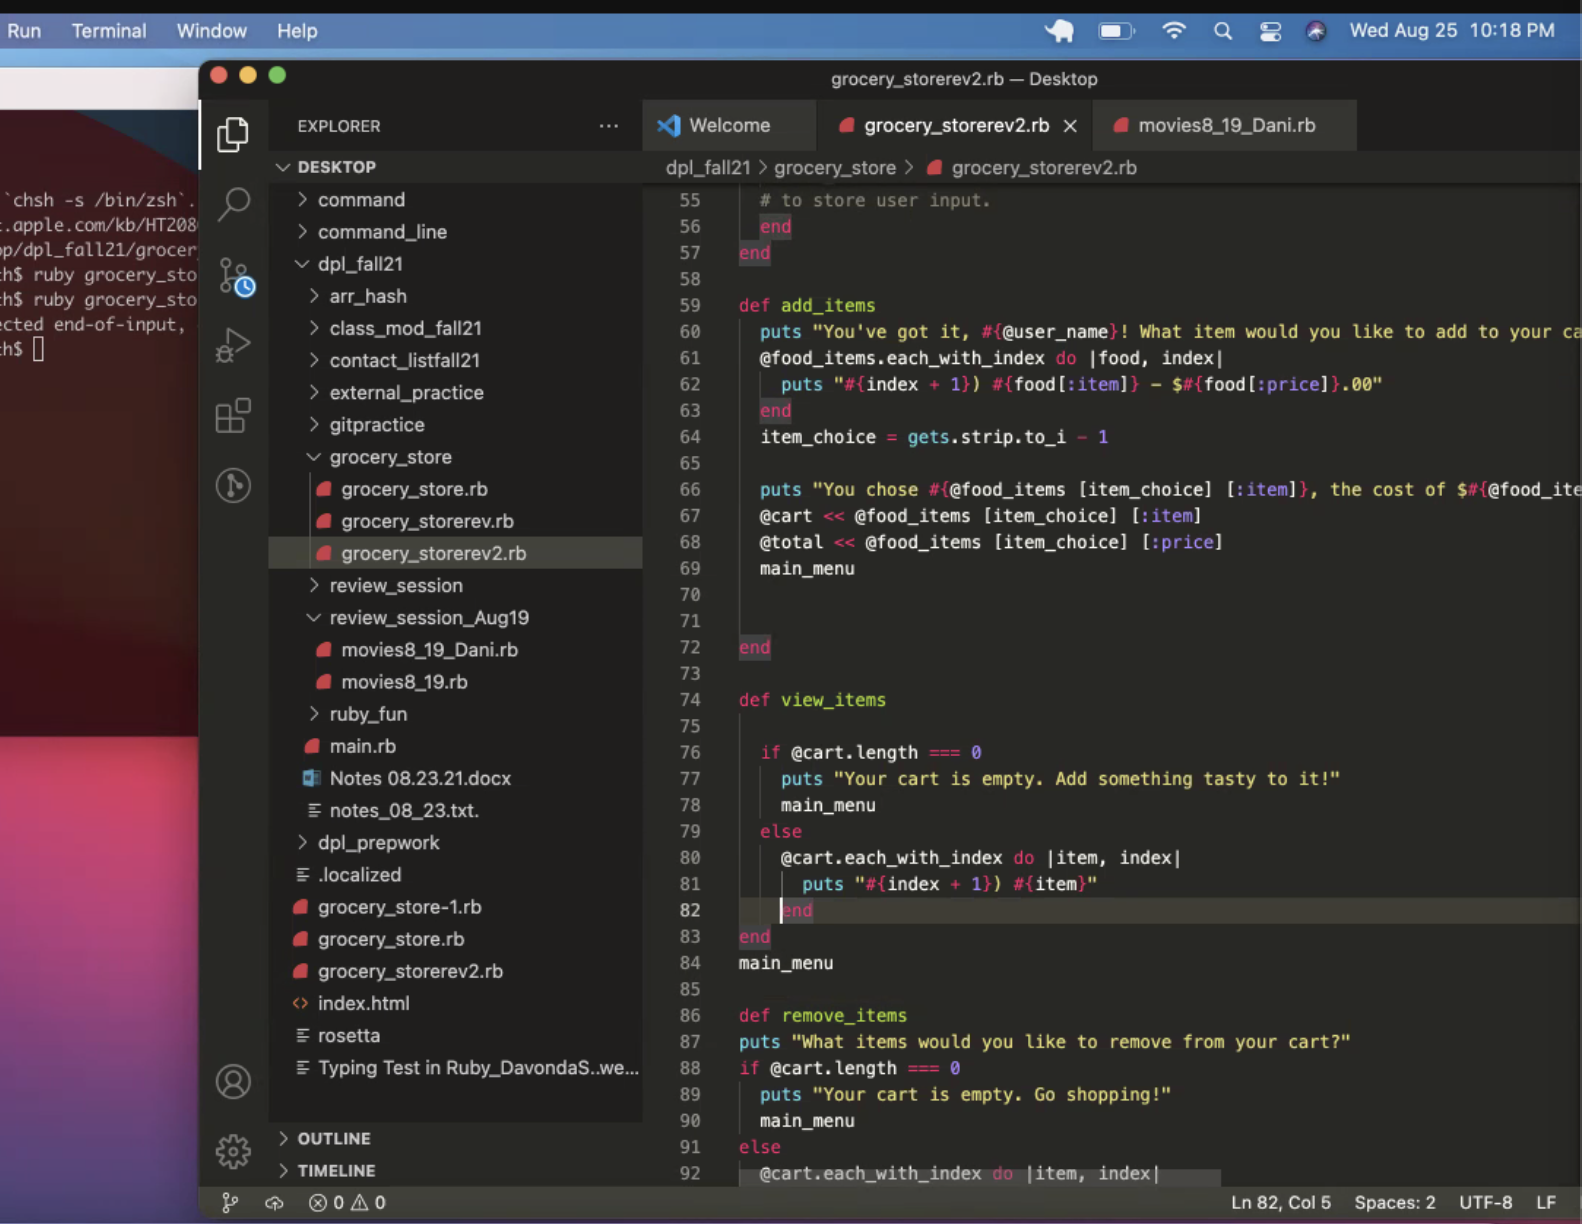 Run Terminal Window Help Wed Aug 25 10:18 PM
grocery_storerev2.rb — Desktop
`chsh -s /bin/zsh`.
t.apple.com/kb/HT208
op/dpl_fall21/grocer
th$ ruby grocery_sto
th$ ruby grocery_sto
ected end-of-input,
th$
EXPLORER ...
DESKTOP
command
command_line
dpl_fall21
arr_hash
class_mod_fall21
contact_listfall21
external_practice
gitpractice
grocery_store
grocery_store.rb
grocery_storerev.rb
grocery_storerev2.rb
review_session
review_session_Aug19
movies8_19_Dani.rb
movies8_19.rb
ruby_fun
main.rb
Notes 08.23.21.docx
notes_08_23.txt.
dpl_prepwork
.localized
grocery_store-1.rb
grocery_store.rb
grocery_storerev2.rb
index.html
rosetta
Typing Test in Ruby_DavondaS..we...
OUTLINE
TIMELINE
Welcome grocery_storerev2.rb × movies8_19_Dani.rb
dpl_fall21 > grocery_store > grocery_storerev2.rb
55 # to store user input.
56 end
57 end
58
59 def add_items
60 puts "You've got it, #{@user_name}! What item would you like to add to your ca
61 @food_items.each_with_index do |food, index|
62 puts "#{index + 1}) #{food[:item]} - $#{food[:price]}.00"
63 end
64 item_choice = gets.strip.to_i - 1
65
66 puts "You chose #{@food_items [item_choice] [:item]}, the cost of $#{@food_ite
67 @cart << @food_items [item_choice] [:item]
68 @total << @food_items [item_choice] [:price]
69 main_menu
70
71
72 end
73
74 def view_items
75
76 if @cart.length === 0
77 puts "Your cart is empty. Add something tasty to it!"
78 main_menu
79 else
80 @cart.each_with_index do |item, index|
81 puts "#{index + 1}) #{item}"
82 end
83 end
84 main_menu
85
86 def remove_items
87 puts "What items would you like to remove from your cart?"
88 if @cart.length === 0
89 puts "Your cart is empty. Go shopping!"
90 main_menu
91 else
92 @cart.each_with_index do |item, index|
0 0 Ln 82, Col 5 Spaces: 2 UTF-8 LF